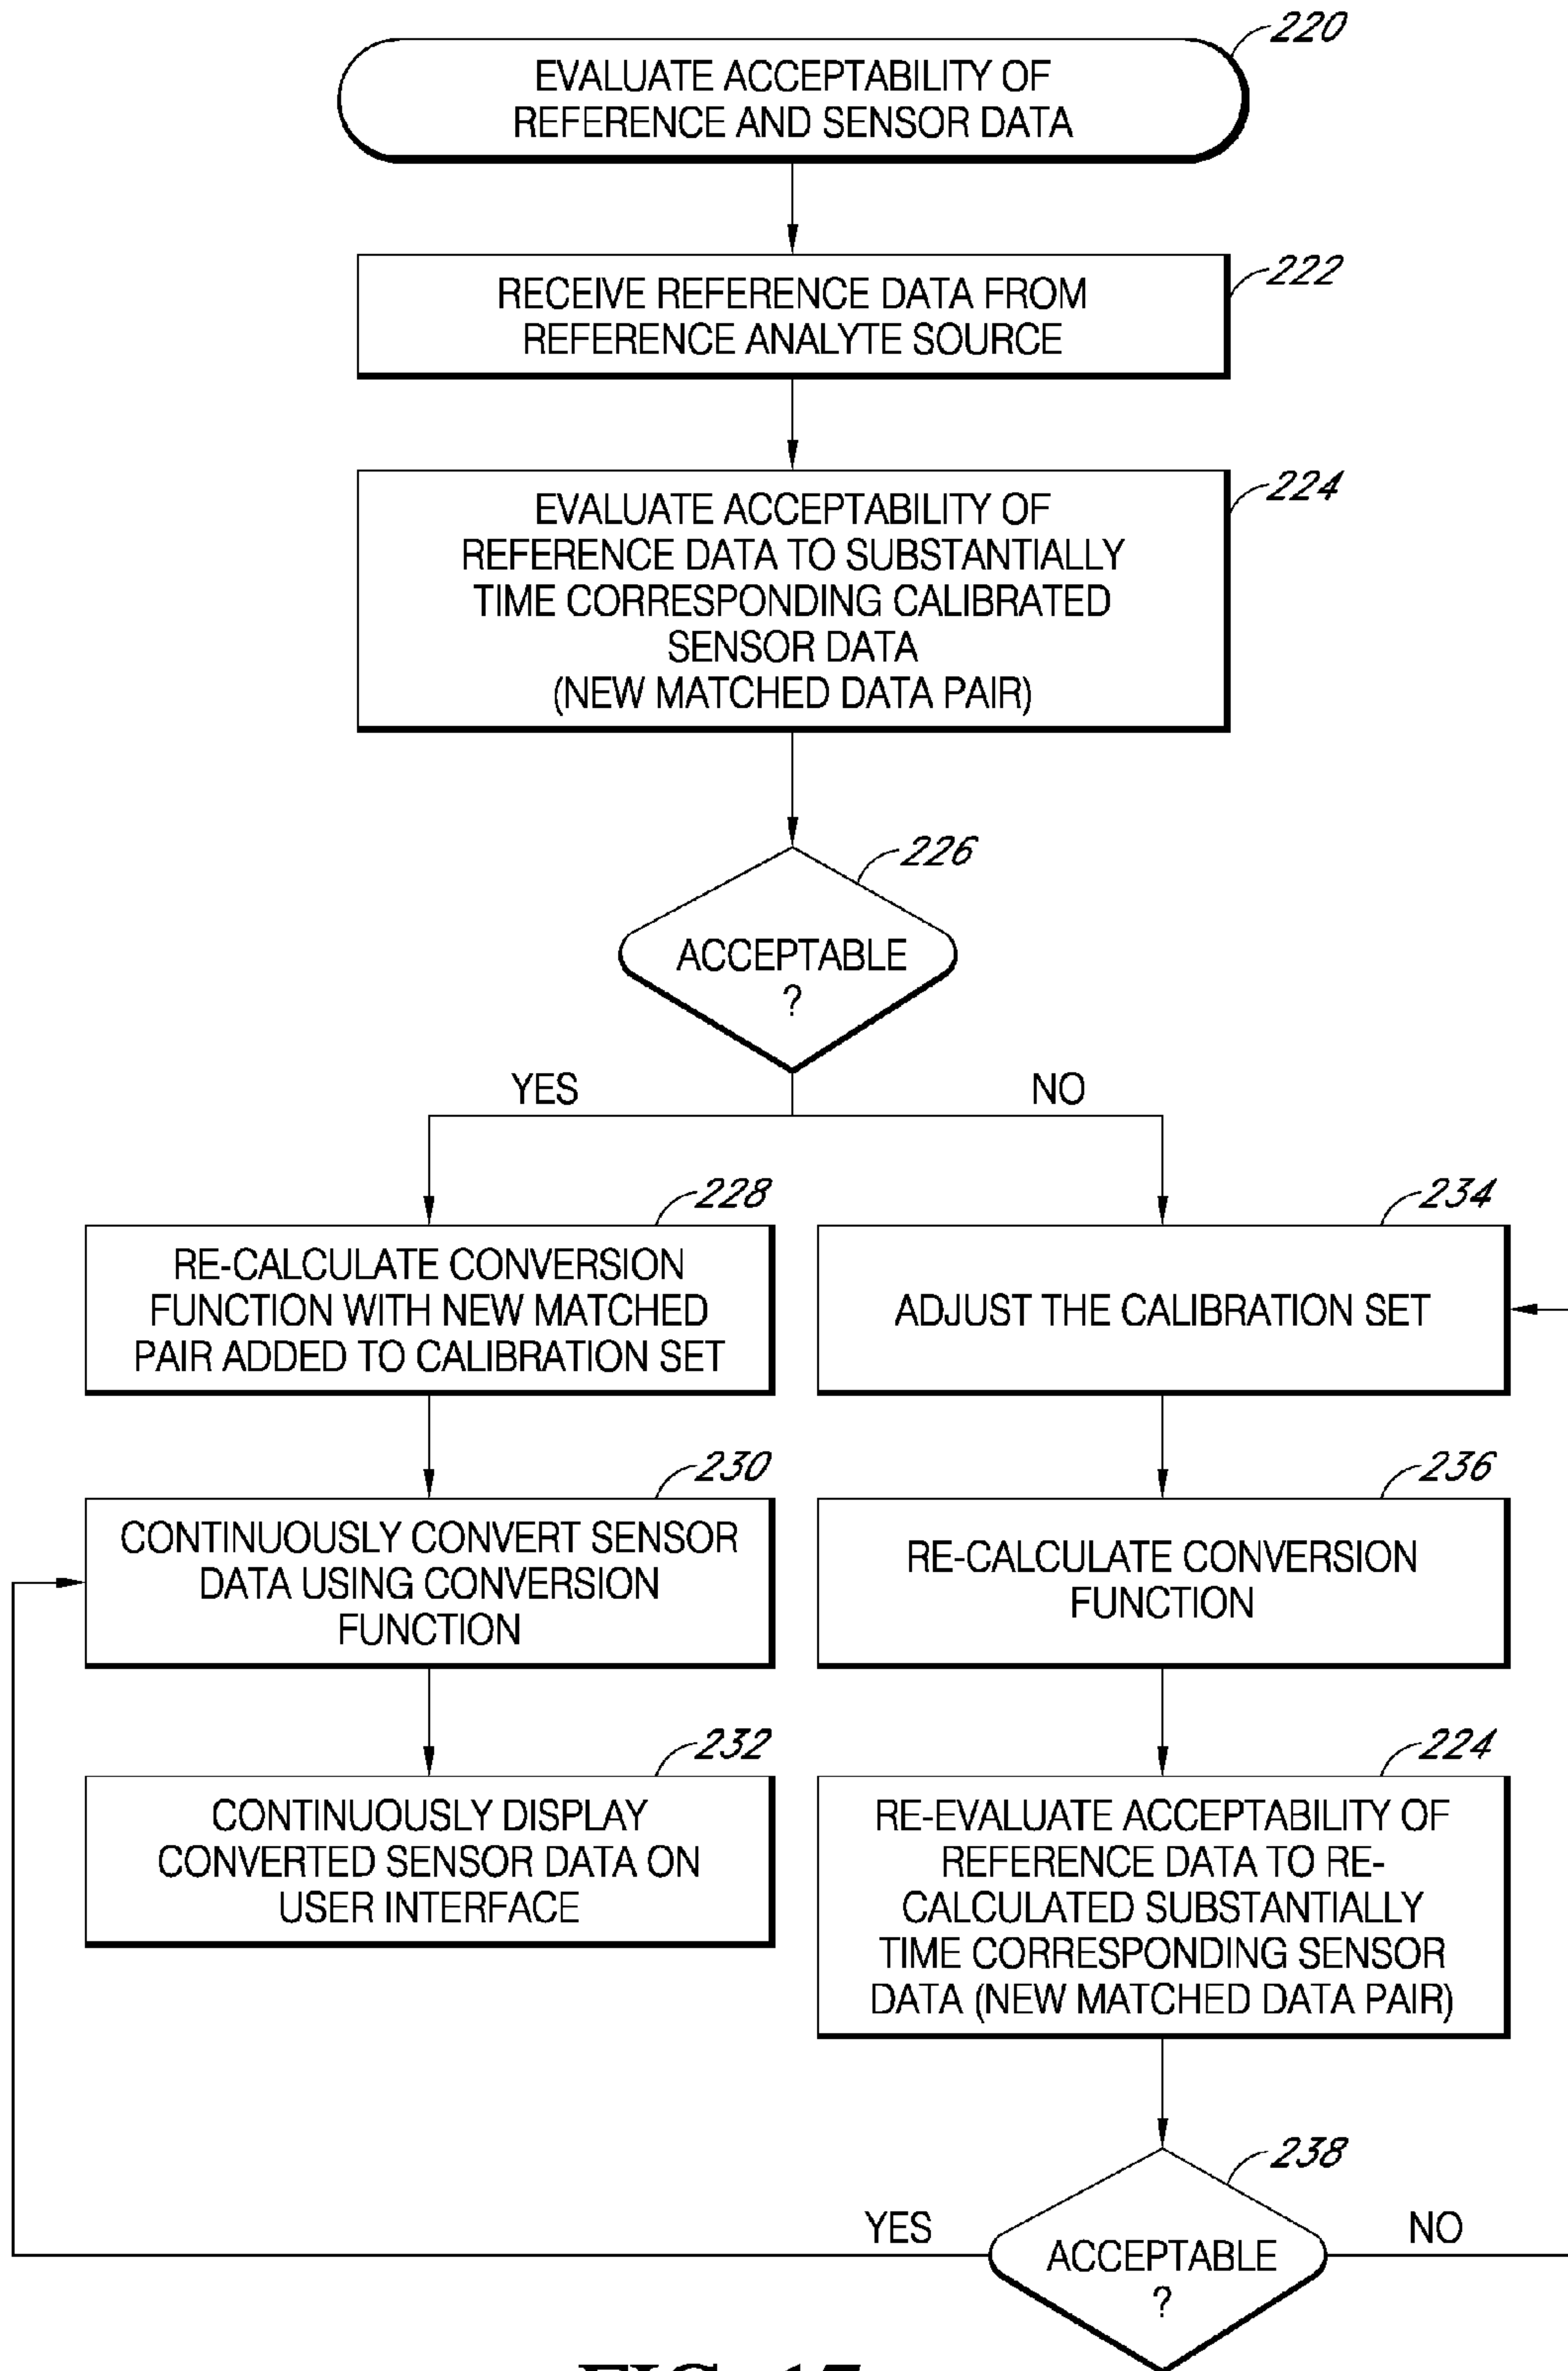 220
EVALUATE ACCEPTABILITY OF
REFERENCE AND SENSOR DATA
222
RECEIVE REFERENCE DATA FROM
REFERENCE ANALYTE SOURCE
224
EVALUATE ACCEPTABILITY OF
REFERENCE DATA TO SUBSTANTIALLY
TIME CORRESPONDING CALIBRATED
SENSOR DATA
(NEW MATCHED DATA PAIR)
226
ACCEPTABLE
?
YES
NO
228
RE-CALCULATE CONVERSION
FUNCTION WITH NEW MATCHED
PAIR ADDED TO CALIBRATION SET
234
ADJUST THE CALIBRATION SET
230
CONTINUOUSLY CONVERT SENSOR
DATA USING CONVERSION
FUNCTION
236
RE-CALCULATE CONVERSION
FUNCTION
232
CONTINUOUSLY DISPLAY
CONVERTED SENSOR DATA ON
USER INTERFACE
224
RE-EVALUATE ACCEPTABILITY OF
REFERENCE DATA TO RE-
CALCULATED SUBSTANTIALLY
TIME CORRESPONDING SENSOR
DATA (NEW MATCHED DATA PAIR)
238
YES
ACCEPTABLE
?
NO